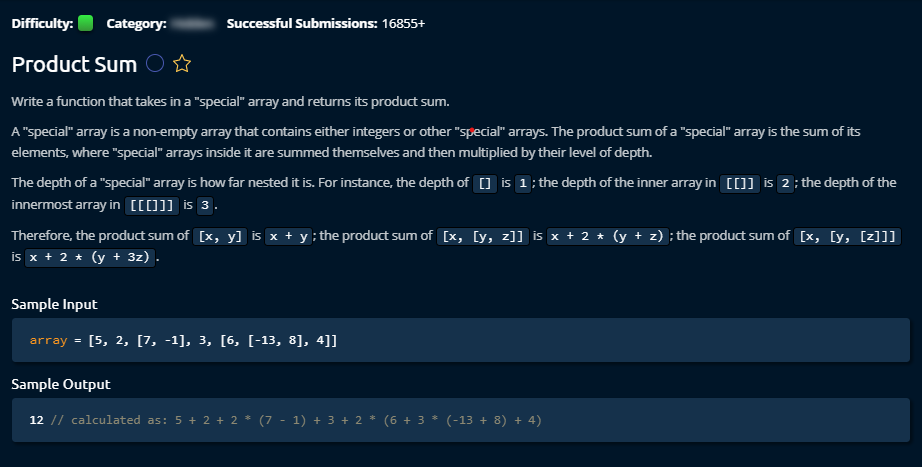 Difficulty: Category: Successful Submissions: 16855+
Product Sum
Write a function that takes in a "special" array and returns its product sum.
A "special" array is a non-empty array that contains either integers or other "special" arrays. The product sum of a "special" array is the sum of its
elements, where "special" arrays inside it are summed themselves and then multiplied by their level of depth.
The depth of a "special" array is how far nested it is. For instance, the depth of [] is 1 ; the depth of the inner array in [[]] is 2 ; the depth of the
innermost array in [[[]]] is 3 .
Therefore, the product sum of [x, y] is x + y ; the product sum of [x, [y, z]] is x + 2 * (y + z) ; the product sum of [x, [y, [z]]]
is x + 2 * (y + 3z) .
Sample Input
array = [5, 2, [7, -1], 3, [6, [-13, 8], 4]]
Sample Output
12 // calculated as: 5 + 2 + 2 * (7 - 1) + 3 + 2 * (6 + 3 * (-13 + 8) + 4)